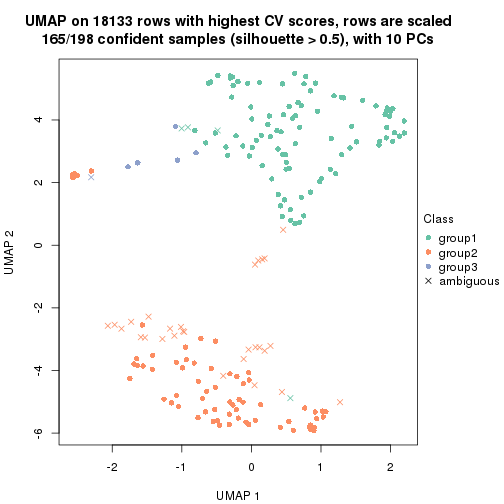 UMAP on 18133 rows with highest CV scores, rows are scaled
165/198 confident samples (silhouette > 0.5), with 10 PCs
4
2
0
-2
-4
-6
UMAP 2
-2
-1
0
1
2
UMAP 1
Class
group1
group2
group3
ambiguous